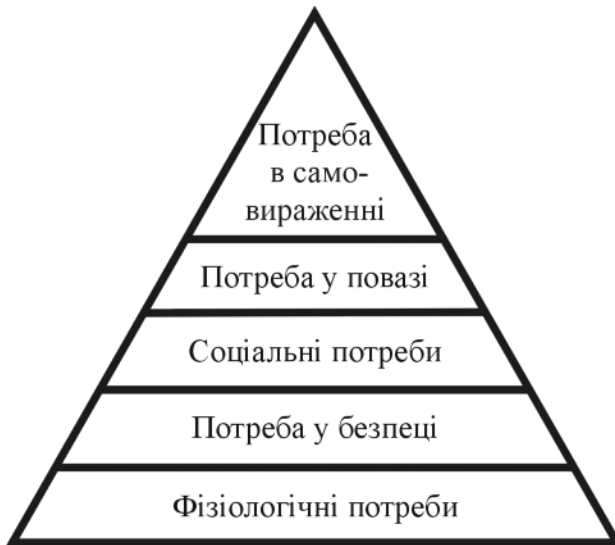 Потреба
в само-
вираженні
Потреба у повазі
Соціальні потреби
Потреба у безпеці
Фізіологічні потреби